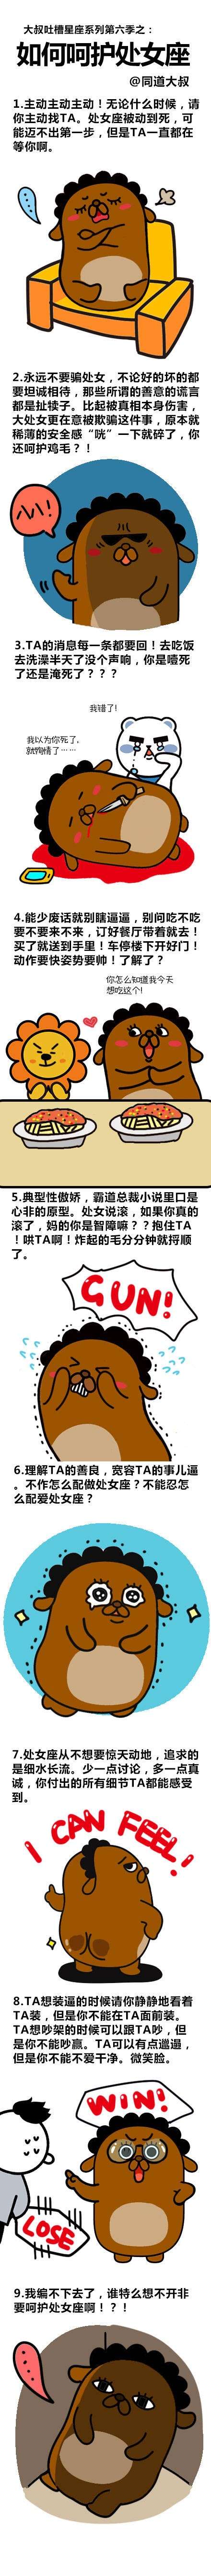 大叔吐槽星座系列第六季之：
如何呵护处女座
@同道大叔
1.主动主动主动！无论什么时候，请
你主动找TA。处女座被动到死，可
能迈不出第一步，但是TA一直都在
等你啊。
2.永远不要骗处女，不论好的坏的都
要坦诚相待，那些所谓的善意的谎言
都是扯犊子。比起被真相本身伤害，
大处女更在意被欺骗这件事，原本就
稀薄的安全感“咣”一下就碎了，你
还呵护鸡毛？！
八八！
3.TA的消息每一条都要回！去吃饭
去洗澡半天了没个声响，你是噎死
了还是淹死了？？？
我错了!
我以为你死了,
就殉情了……
4.能少废话就别瞎逼逼，别问吃不吃
要不要来不来，订好餐厅带着就去！
买了就送到手里！车停楼下开好门！
动作要快姿势要帅！了解了？
你怎么知道我今天
想吃这个!
5.典型性傲娇，霸道总裁小说里口是
心非的原型。处女说滚，如果你真的
滚了，妈的你是智障嘛？？抱住TA
！哄TA啊！炸起的毛分分钟就捋顺
了。
GUN!
6.理解TA的善良，宽容TA的事儿逼
。不作怎么配做处女座？不能忍怎
么配爱处女座？
7.处女座从不想要惊天动地，追求的
是细水长流。少一点讨论，多一点真
诚，你付出的所有细节TA都能感受
到。
I CAN FEEL!
8.TA想装逼的时候请你静静地看着
TA装，但是你不能在TA面前装。
TA想吵架的时候可以跟TA吵，但
是你不能吵赢。TA可以有点邋遢，
但是你不能不爱干净。微笑脸。
WIN!
LOSE
9.我编不下去了，谁特么想不开非
要呵护处女座啊！？！